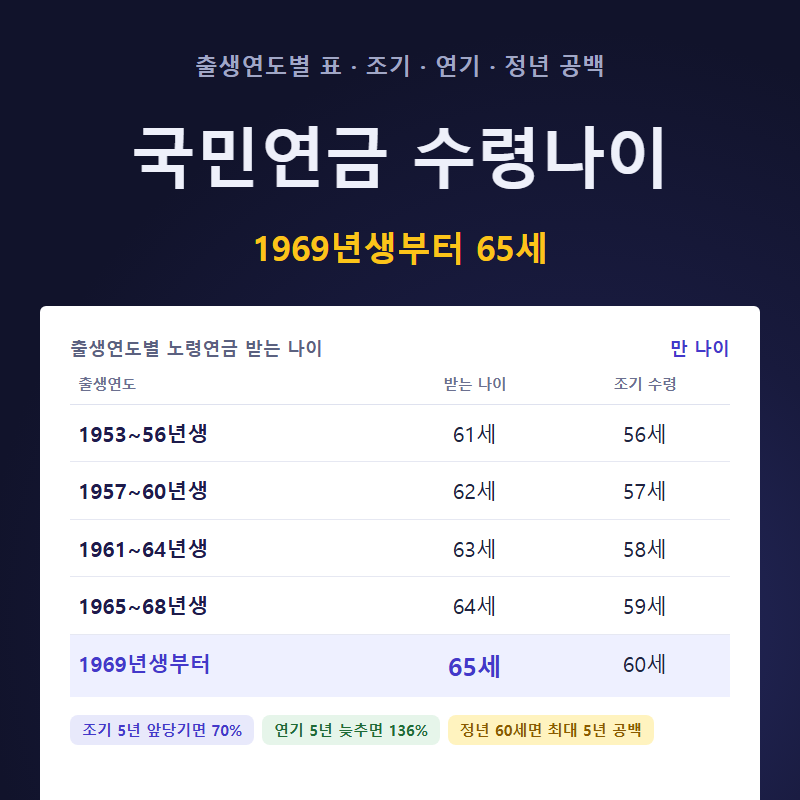 출생연도별 표 · 조기 · 연기 · 정년 공백
국민연금 수령나이
1969년생부터 65세
출생연도별 노령연금 받는 나이 만 나이
출생연도 받는 나이 조기 수령
1953~56년생 61세 56세
1957~60년생 62세 57세
1961~64년생 63세 58세
1965~68년생 64세 59세
1969년생부터 65세 60세
조기 5년 앞당기면 70% 연기 5년 늦추면 136% 정년 60세면 최대 5년 공백